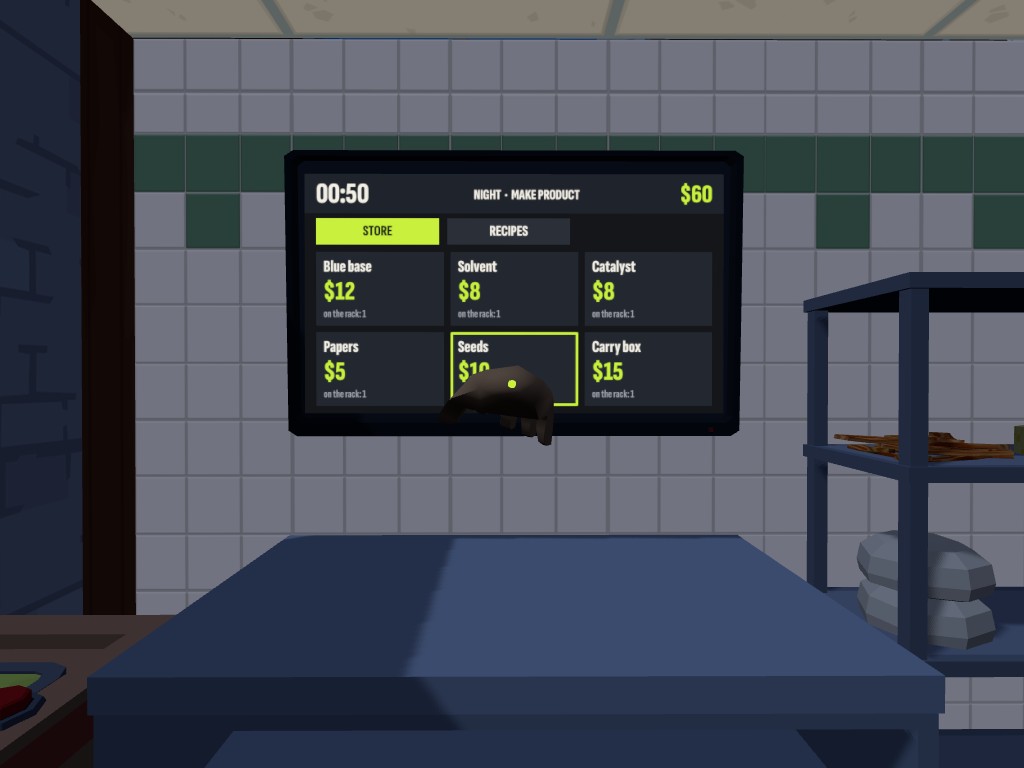 00:50
NIGHT · MAKE PRODUCT
$60
STORE
RECIPES
Blue base
$12
on the rack:1
Solvent
$8
on the rack:1
Catalyst
$8
on the rack:1
Papers
$5
on the rack:1
Seeds
Carry box
$15
on the rack:1